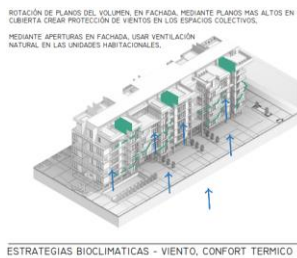 ROTACIÓN DE PLANOS DEL VOLUMEN, EN FACHADA, MEDIANTE PLANOS MAS ALTOS EN
CUBIERTA CREAR PROTECCIÓN DE VIENTOS EN LOS ESPACIOS COLECTIVOS.
MEDIANTE APERTURAS EN FACHADA, USAR VENTILACIÓN
NATURAL EN LAS UNIDADES HABITACIONALES.
ESTRATEGIAS BIOCLIMATICAS - VIENTO, CONFORT TERMICO